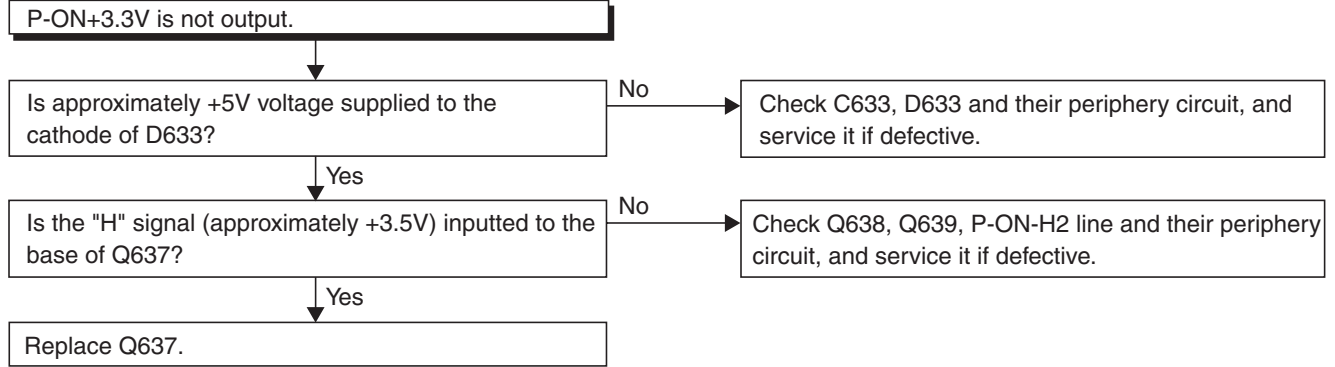 P-ON+3.3V is not output.
Is approximately +5V voltage supplied to the
cathode of D633?
No
Check C633, D633 and their periphery circuit, and
service it if defective.
Yes
Is the "H" signal (approximately +3.5V) inputted to the
base of Q637?
No
Check Q638, Q639, P-ON-H2 line and their periphery
circuit, and service it if defective.
Yes
Replace Q637.